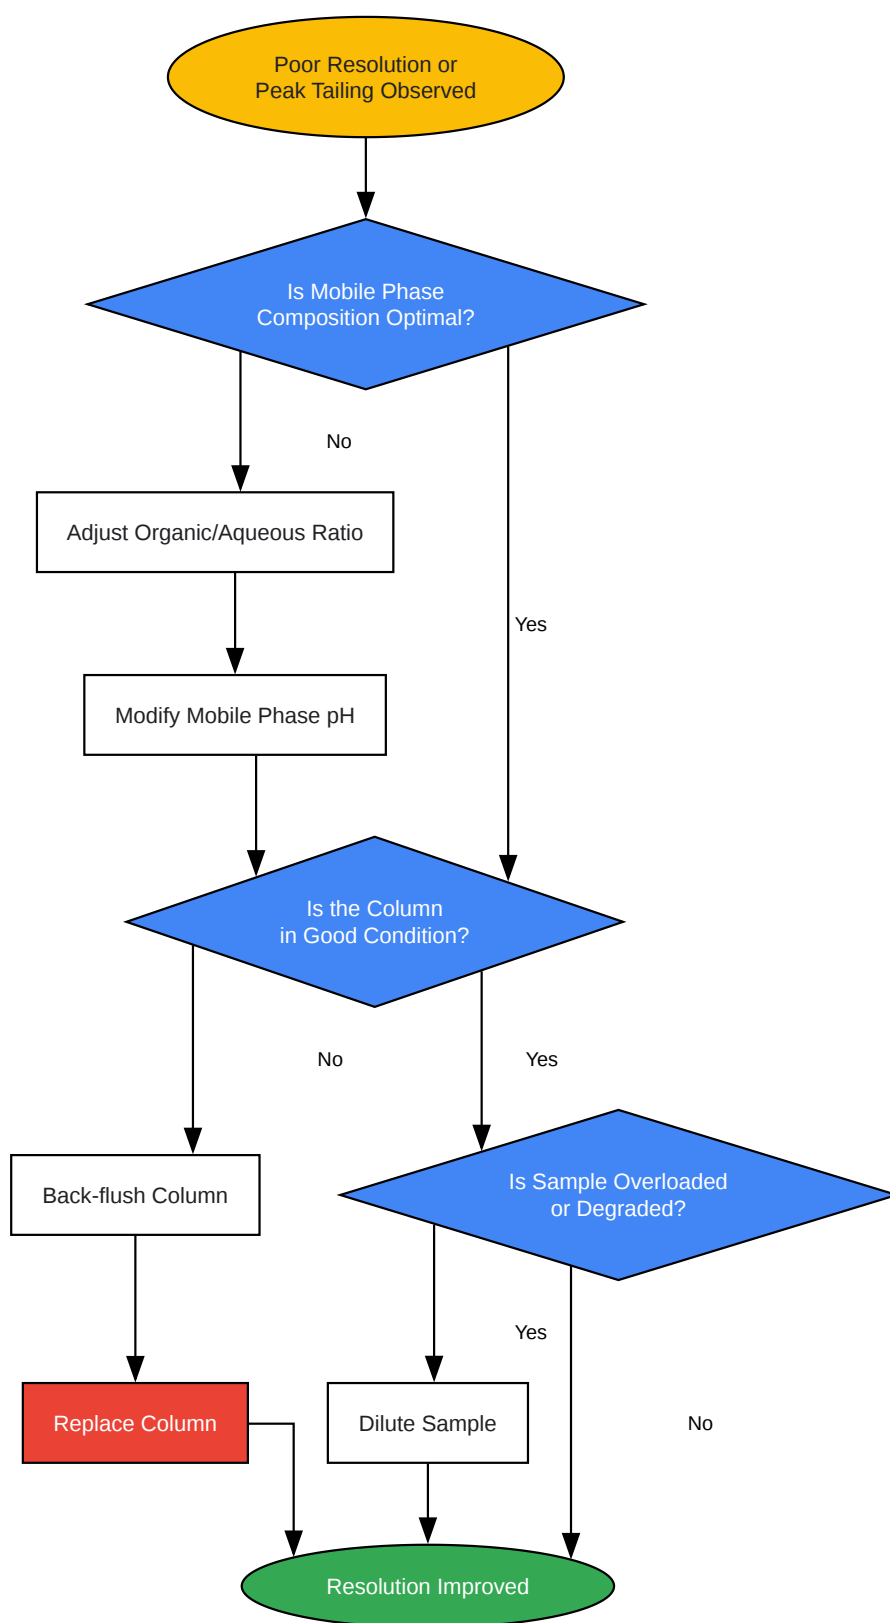 Poor Resolution or
Peak Tailing Observed
Is Mobile Phase
Composition Optimal?
No
Adjust Organic/Aqueous Ratio
Yes
Modify Mobile Phase pH
Is the Column
in Good Condition?
No
Yes
Back-flush Column
Is Sample Overloaded
or Degraded?
Yes
Replace Column
Dilute Sample
No
Resolution Improved